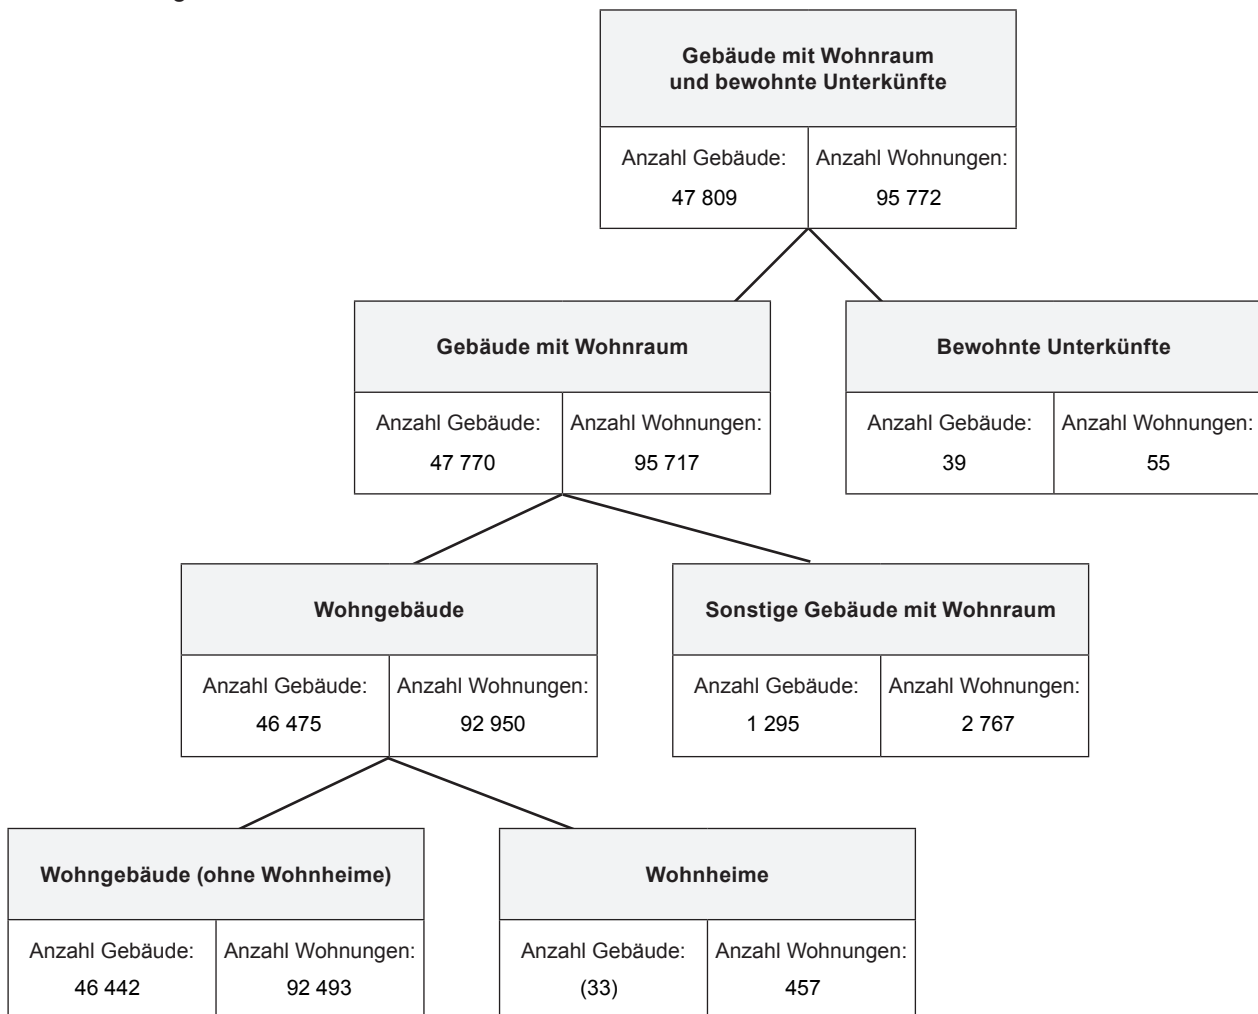 Gebäude mit Wohnraum
und bewohnte Unterkünfte
Anzahl Gebäude: Anzahl Wohnungen:
47 809 95 772
Gebäude mit Wohnraum
Anzahl Gebäude: Anzahl Wohnungen:
47 770 95 717
Bewohnte Unterkünfte
Anzahl Gebäude: Anzahl Wohnungen:
39 55
Wohngebäude
Anzahl Gebäude: Anzahl Wohnungen:
46 475 92 950
Sonstige Gebäude mit Wohnraum
Anzahl Gebäude: Anzahl Wohnungen:
1 295 2 767
Wohngebäude (ohne Wohnheime)
Anzahl Gebäude: Anzahl Wohnungen:
46 442 92 493
Wohnheime
Anzahl Gebäude: Anzahl Wohnungen:
(33) 457